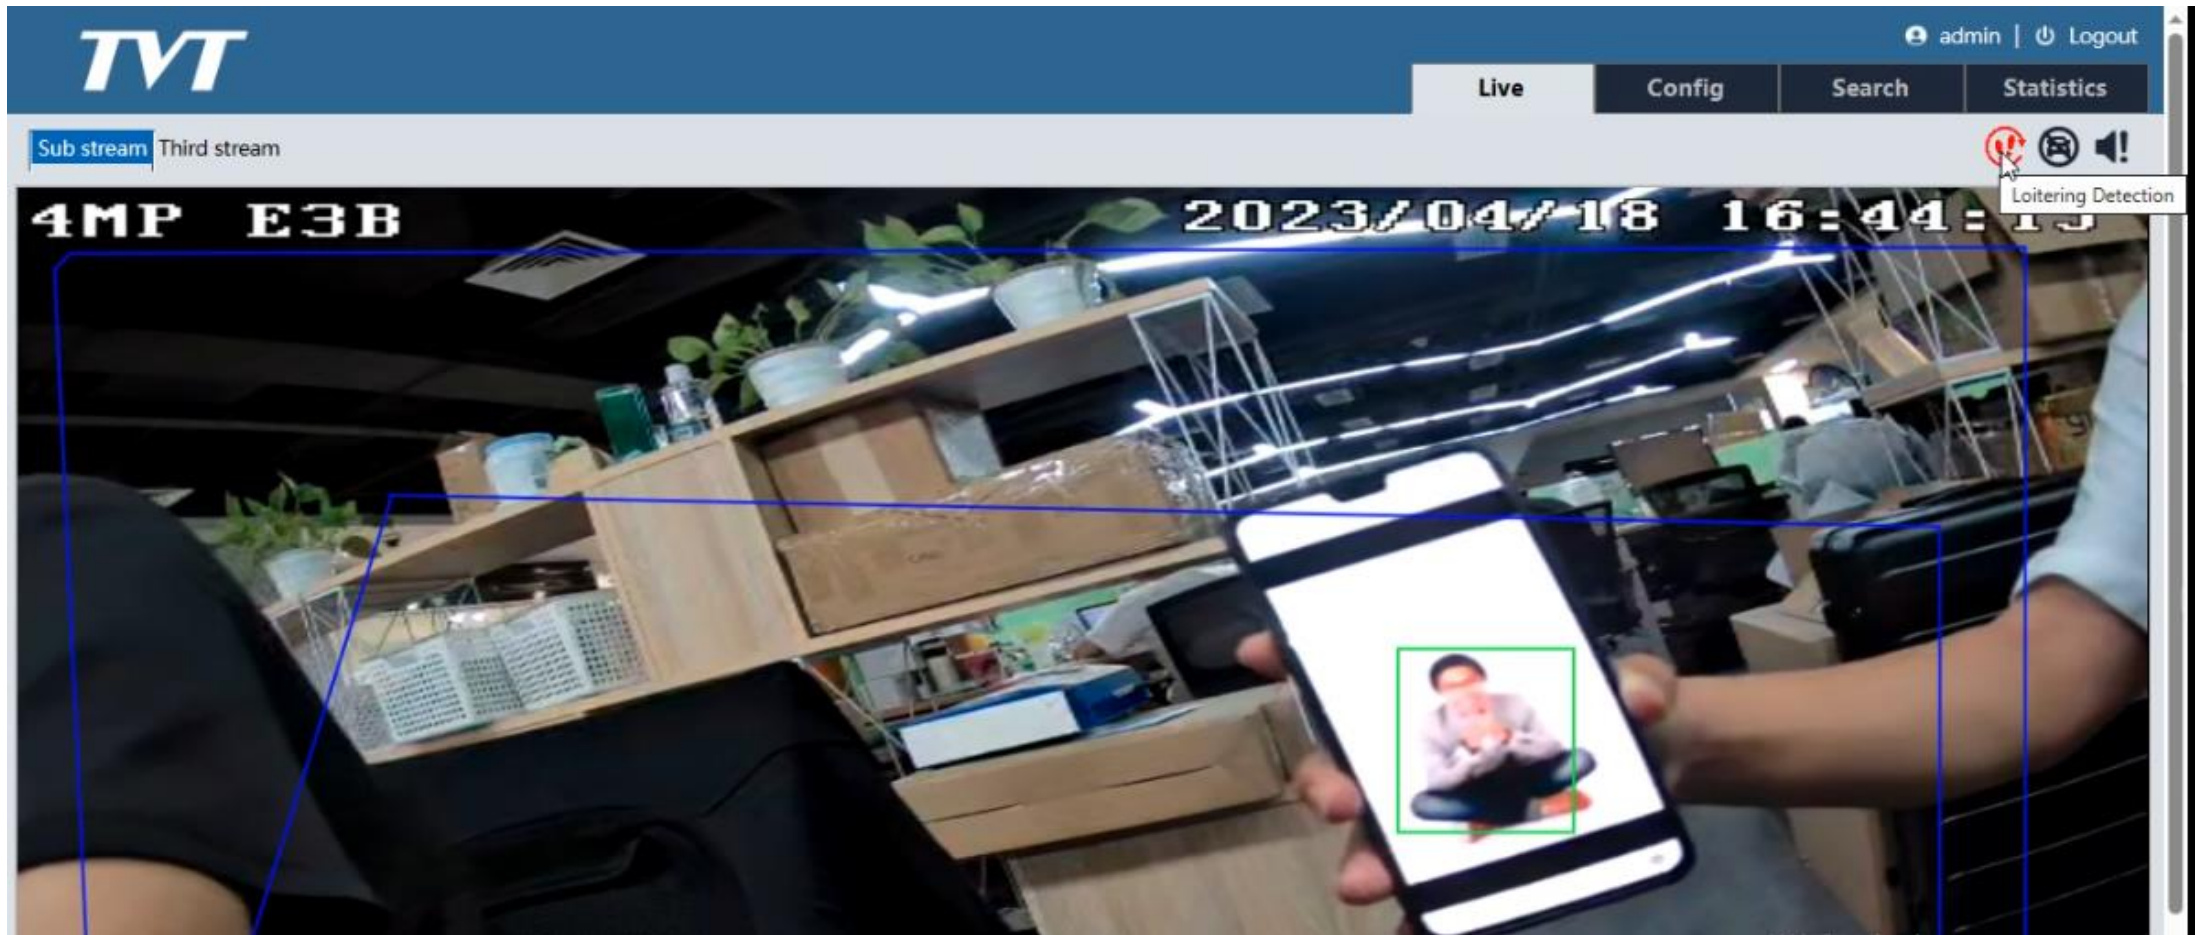 TVT
admin | Logout
Live Config Search Statistics
Sub stream Third stream
Loitering Detection
4MP E3B 2023/04/18 16:44: